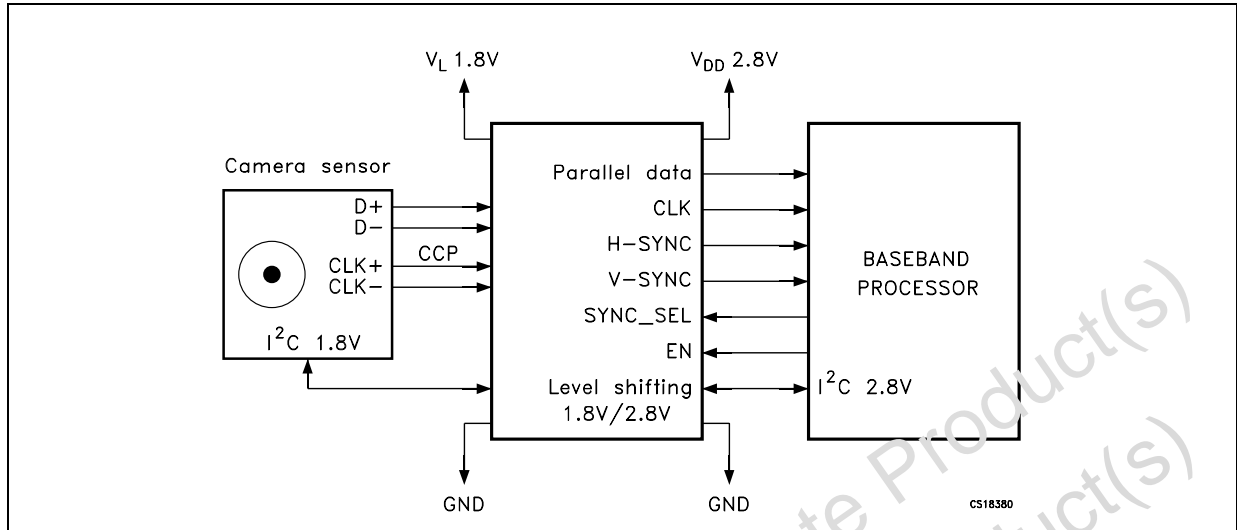 V_L 1.8V
V_DD 2.8V
Camera sensor
D+
D-
CLK+
CLK-
CCP
I²C 1.8V
Parallel data
CLK
H-SYNC
V-SYNC
SYNC_SEL
EN
Level shifting
1.8V/2.8V
BASEBAND
PROCESSOR
I²C 2.8V
GND
GND
CS18380
Product(s)